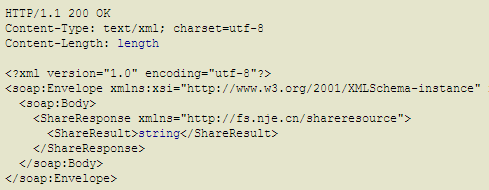 HTTP/1.1 200 OK
Content-Type: text/xml; charset=utf-8
Content-Length: length
<?xml version="1.0" encoding="utf-8"?>
<soap:Envelope xmlns:xsi="http://www.w3.org/2001/XMLSchema-instance"
<soap:Body>
<ShareResponse xmlns="http://fs.nje.cn/shareresource">
<ShareResult>string</ShareResult>
</ShareResponse>
</soap:Body>
</soap:Envelope>